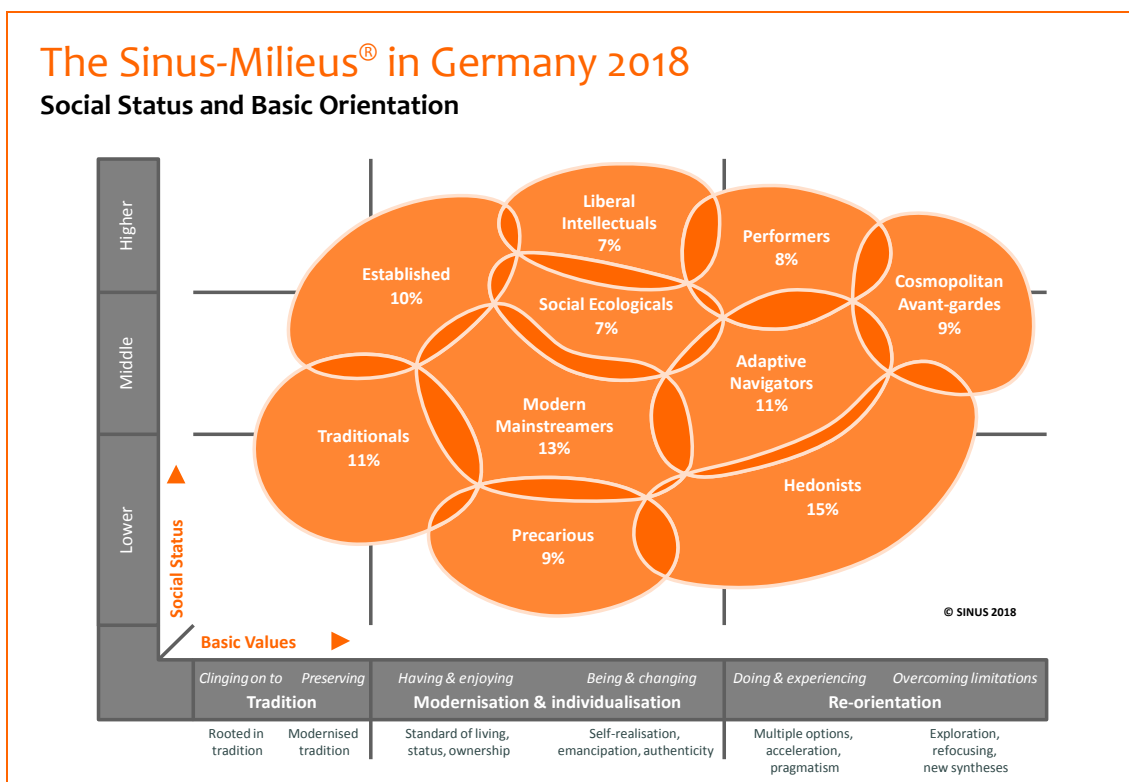 The Sinus-Milieus® in Germany 2018
Social Status and Basic Orientation
Higher
Middle
Lower
Social Status
Liberal
Intellectuals
7%
Performers
8%
Established
10%
Cosmopolitan
Avant-gardes
9%
Social Ecologicals
7%
Adaptive
Navigators
11%
Modern
Mainstreamers
13%
Traditionals
11%
Hedonists
15%
Precarious
9%
© SINUS 2018
Basic Values
Clinging on to
Preserving
Tradition
Having & enjoying
Being & changing
Modernisation & individualisation
Doing & experiencing
Overcoming limitations
Re-orientation
Rooted in
tradition
Modernised
tradition
Standard of living,
status, ownership
Self-realisation,
emancipation, authenticity
Multiple options,
acceleration,
pragmatism
Exploration,
refocusing,
new syntheses